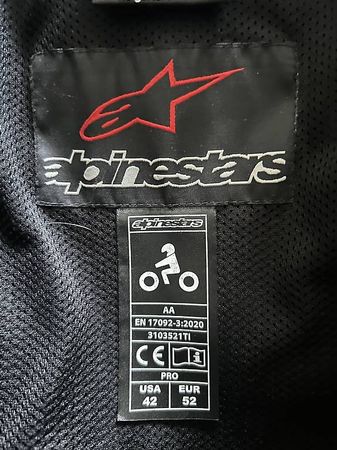 alpinestars
alpinestars
AA
EN 17092-3:2020
3103521TI
CE i
PRO
USA EUR
42 52